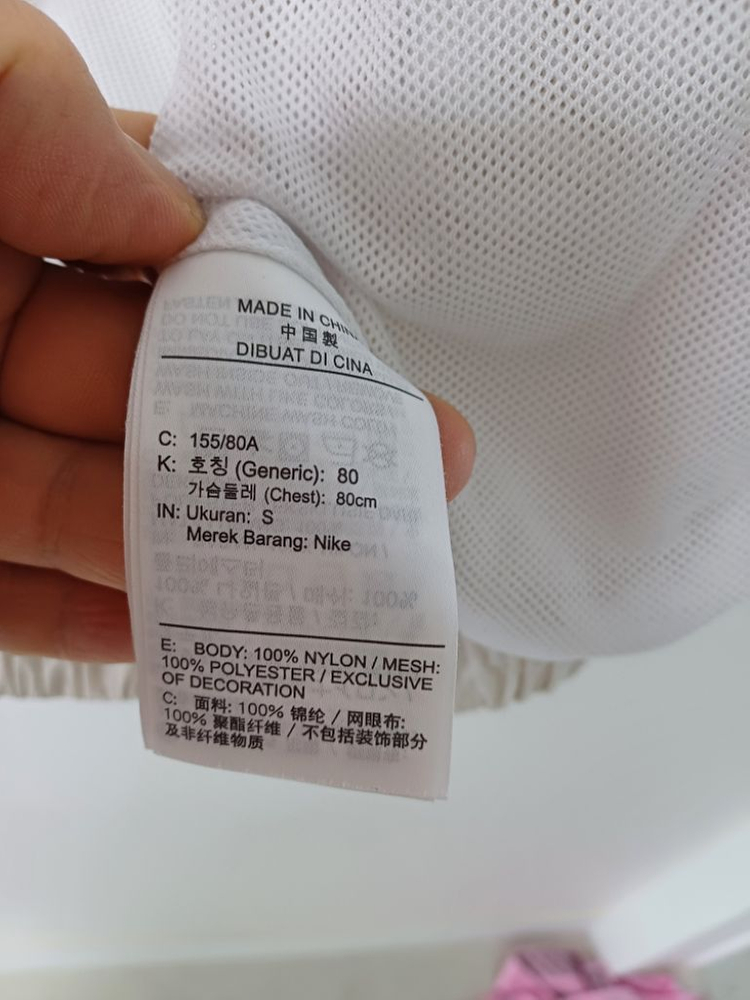 MADE IN CHINA
中国製
DIBUAT DI CINA
C: 155/80A
K: 호칭 (Generic): 80
가슴둘레 (Chest): 80cm
IN: Ukuran: S
Merek Barang: Nike
E: BODY: 100% NYLON / MESH:
100% POLYESTER / EXCLUSIVE
OF DECORATION
C: 面料: 100% 锦纶 / 网眼布:
100% 聚酯纤维 / 不包括装饰部分
及非纤维物质